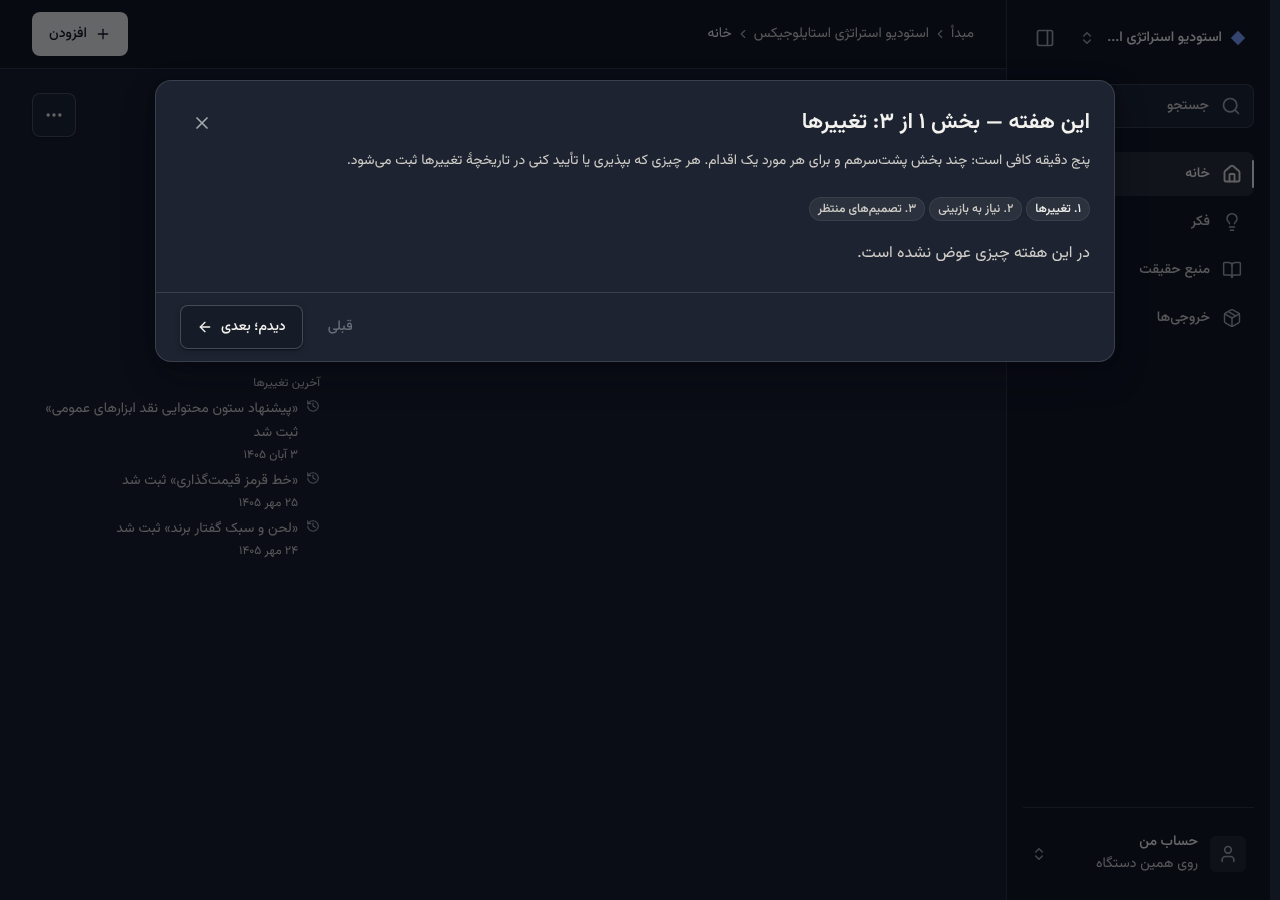 استودیو استراتژی ا...
جستجو
خانه
فکر
منبع حقیقت
خروجی‌ها
حساب من
روی همین دستگاه
مبدأ › استودیو استراتژی استایلوجیکس › خانه
افزودن
این هفته — بخش ۱ از ۳: تغییرها
پنج دقیقه کافی است: چند بخش پشت‌سرهم و برای هر مورد یک اقدام. هر چیزی که بپذیری یا تأیید کنی در تاریخچهٔ تغییرها ثبت می‌شود.
۱. تغییرها
۲. نیاز به بازبینی
۳. تصمیم‌های منتظر
در این هفته چیزی عوض نشده است.
قبلی
دیدم؛ بعدی
آخرین تغییرها
«پیشنهاد ستون محتوایی نقد ابزارهای عمومی»
ثبت شد
۳ آبان ۱۴۰۵
«خط قرمز قیمت‌گذاری» ثبت شد
۲۵ مهر ۱۴۰۵
«لحن و سبک گفتار برند» ثبت شد
۲۴ مهر ۱۴۰۵